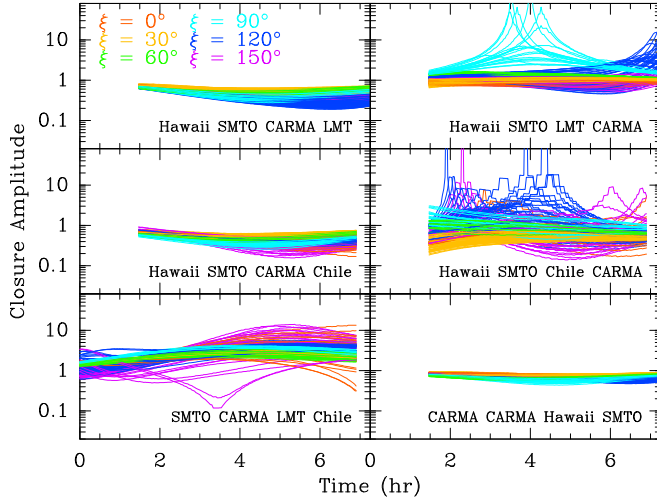 ξ = 0° ξ = 90°
ξ = 30° ξ = 120°
ξ = 60° ξ = 150°
10
1
0.1
Hawaii SMTO CARMA LMT
Hawaii SMTO LMT CARMA
Closure Amplitude
10
1
0.1
Hawaii SMTO CARMA Chile
Hawaii SMTO Chile CARMA
10
1
0.1
SMTO CARMA LMT Chile
CARMA CARMA Hawaii SMTO
0 2 4 6 0 2 4 6
Time (hr)